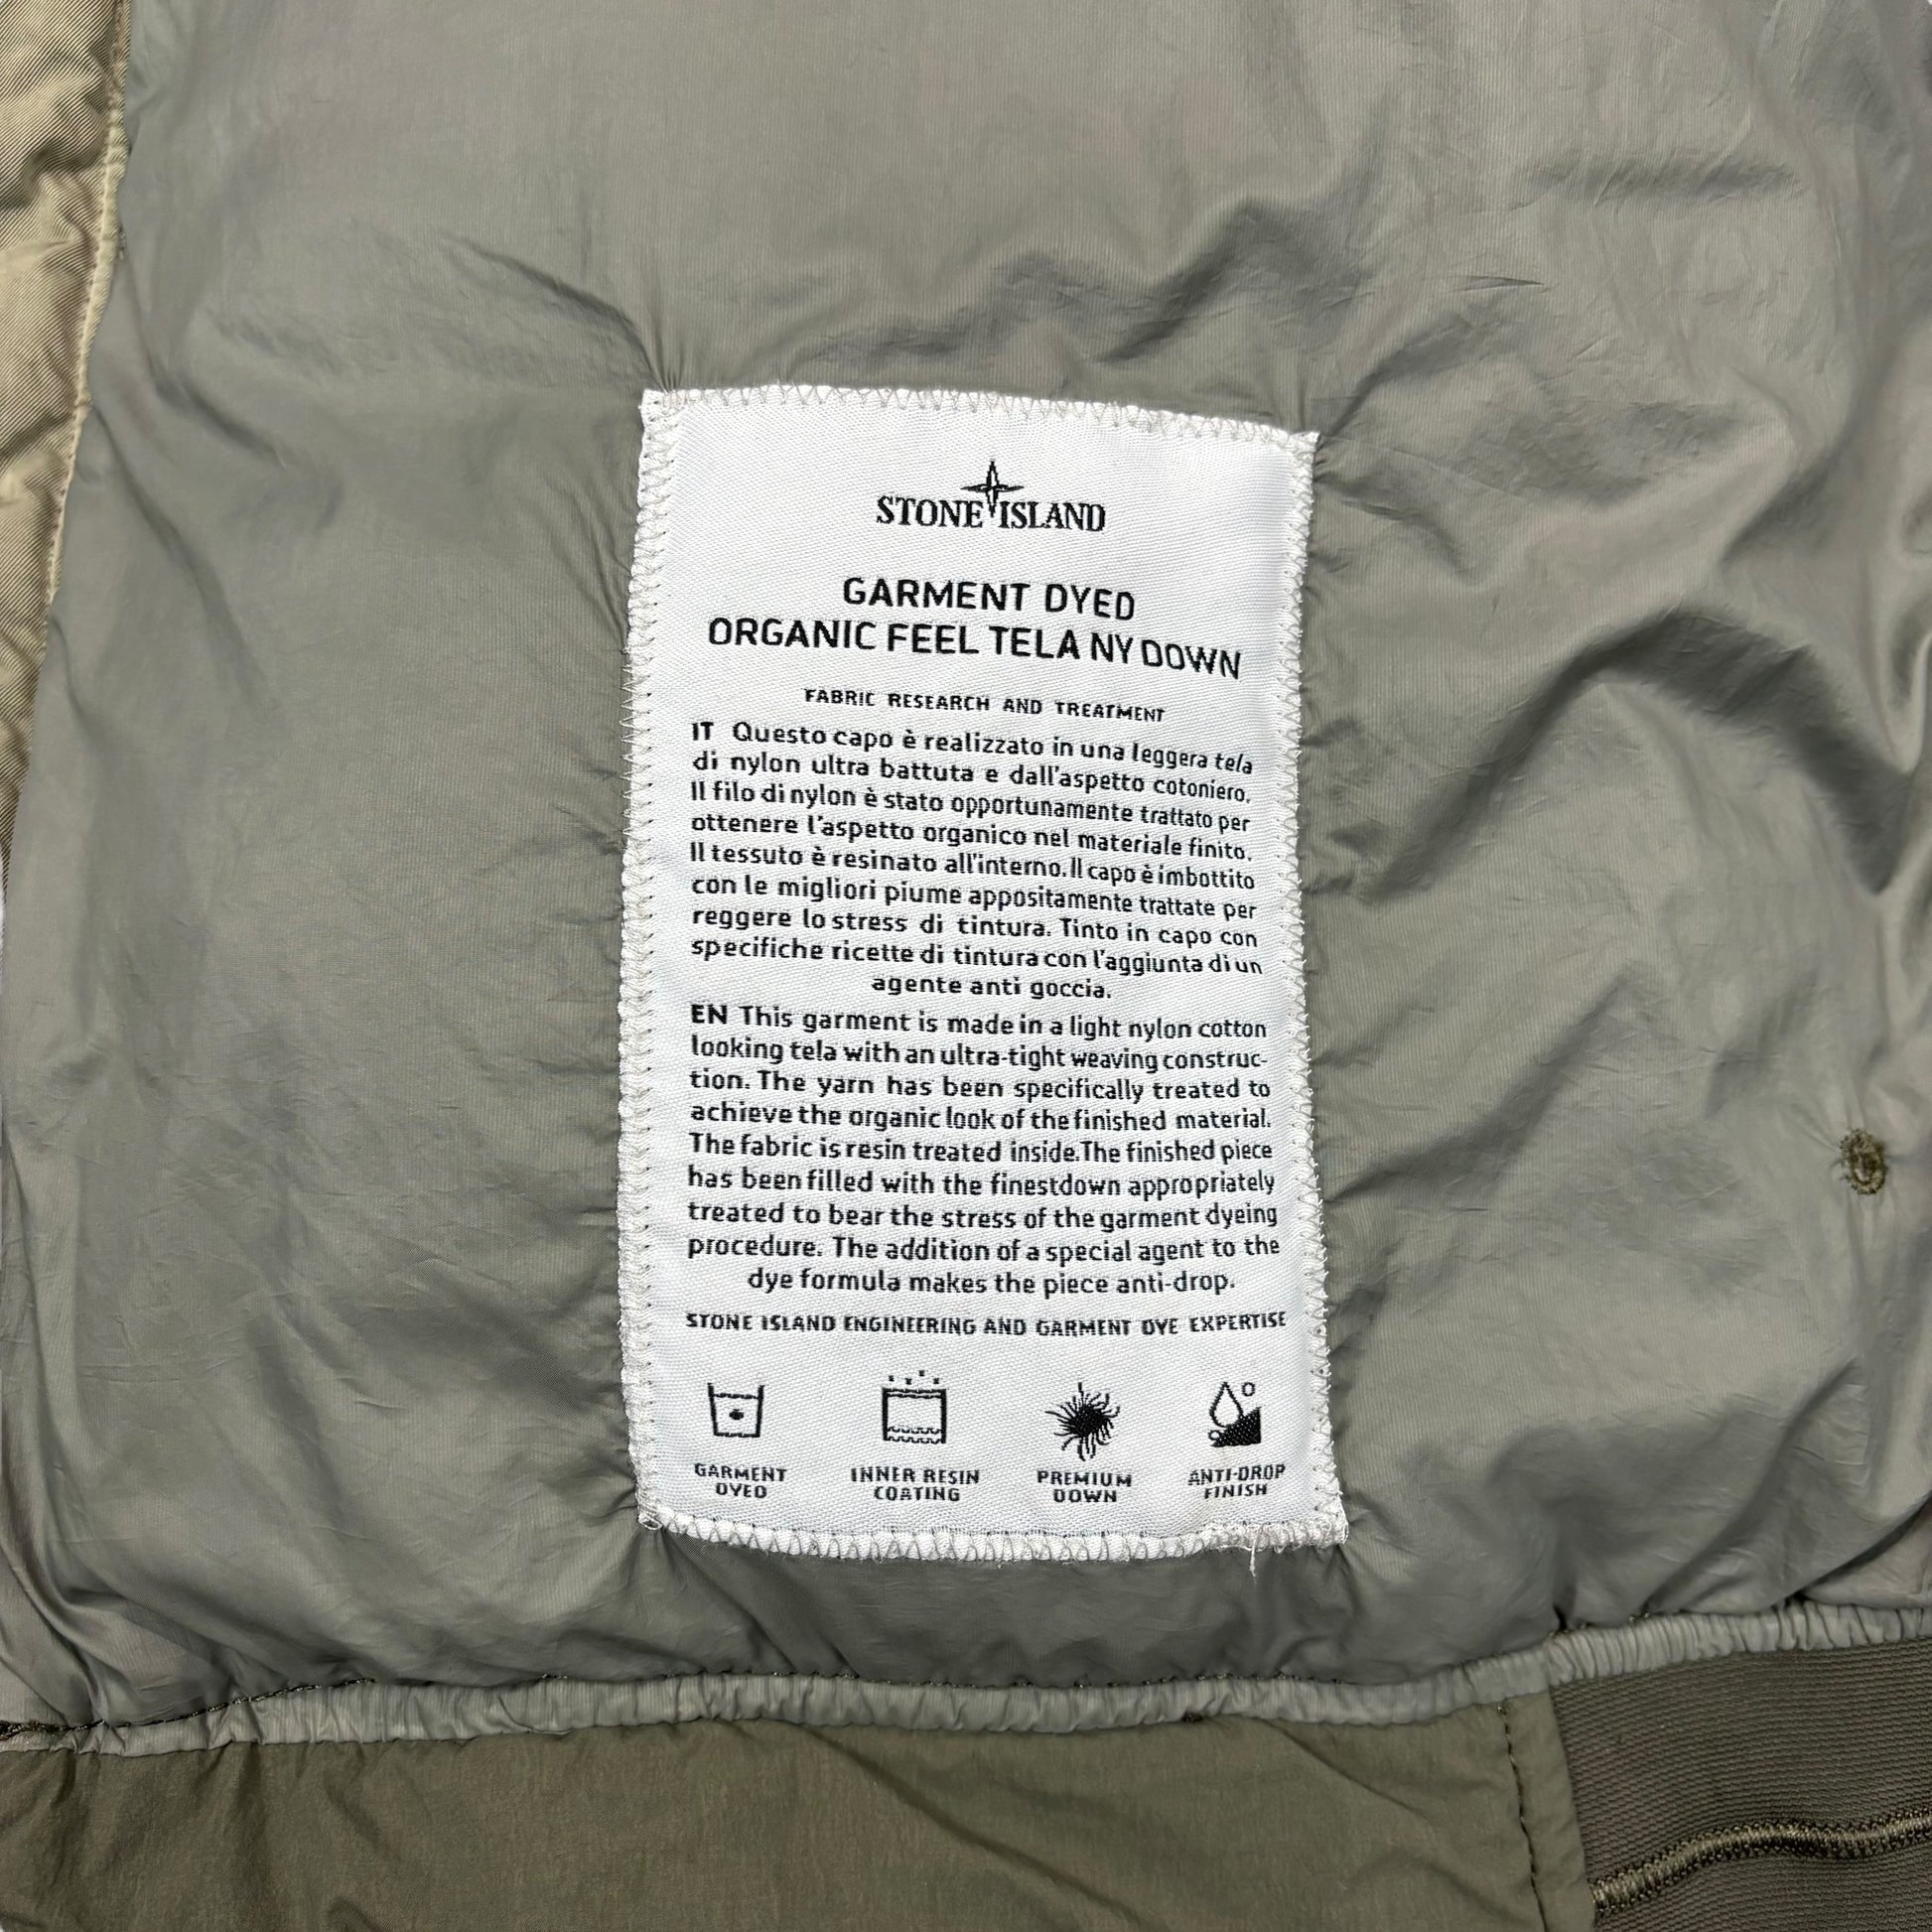 STONE ISLAND
GARMENT DYED
ORGANIC FEEL TELA NY DOWN
FABRIC RESEARCH AND TREATMENT
IT Questo capo è realizzato in una leggera tela
di nylon ultra battuta e dall'aspetto cotoniero.
Il filo di nylon è stato opportunamente trattato per
ottenere l'aspetto organico nel materiale finito.
Il tessuto è resinato all'interno. Il capo è imbottito
con le migliori piume appositamente trattate per
reggere lo stress di tintura. Tinto in capo con
specifiche ricette di tintura con l'aggiunta di un
agente anti goccia.
EN This garment is made in a light nylon cotton
looking tela with an ultra-tight weaving construc-
tion. The yarn has been specifically treated to
achieve the organic look of the finished material.
The fabric is resin treated inside. The finished piece
has been filled with the finest down appropriately
treated to bear the stress of the garment dyeing
procedure. The addition of a special agent to the
dye formula makes the piece anti-drop.
STONE ISLAND ENGINEERING AND GARMENT DYE EXPERTISE
GARMENT DYED
INNER RESIN COATING
PREMIUM DOWN
ANTI-DROP FINISH